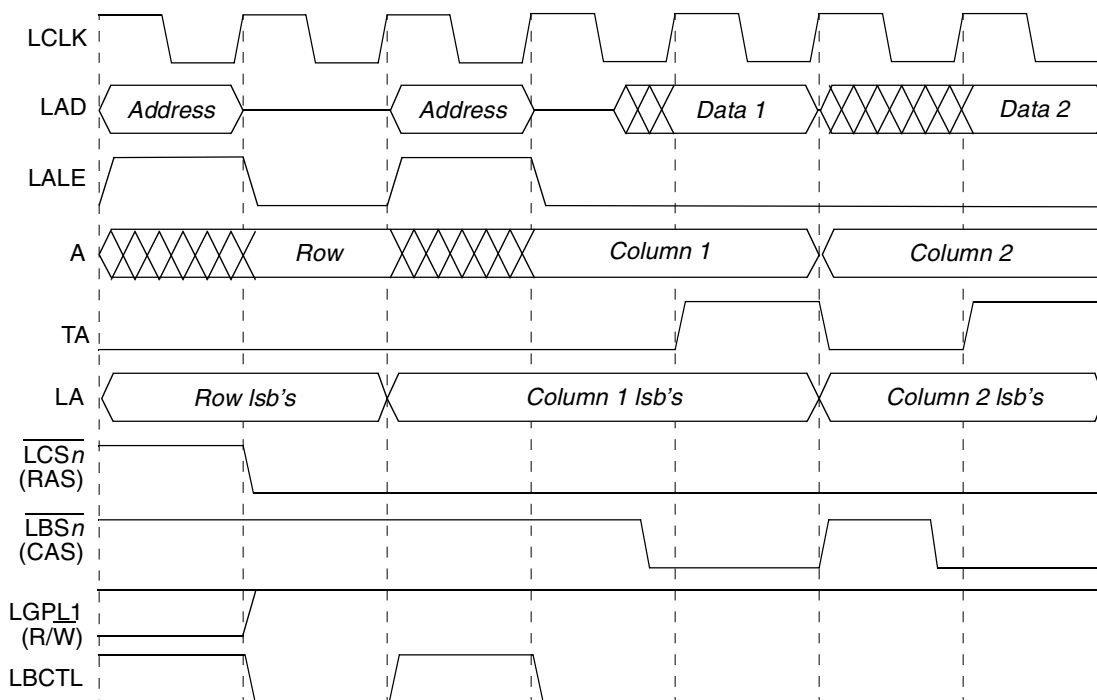 LCLK
LAD Address Address Data 1 Data 2
LALE
A Row Column 1 Column 2
TA
LA Row lsb's Column 1 lsb's Column 2 lsb's
LCSn
(RAS)
LBSn
(CAS)
LGPL1
(R/W)
LBCTL